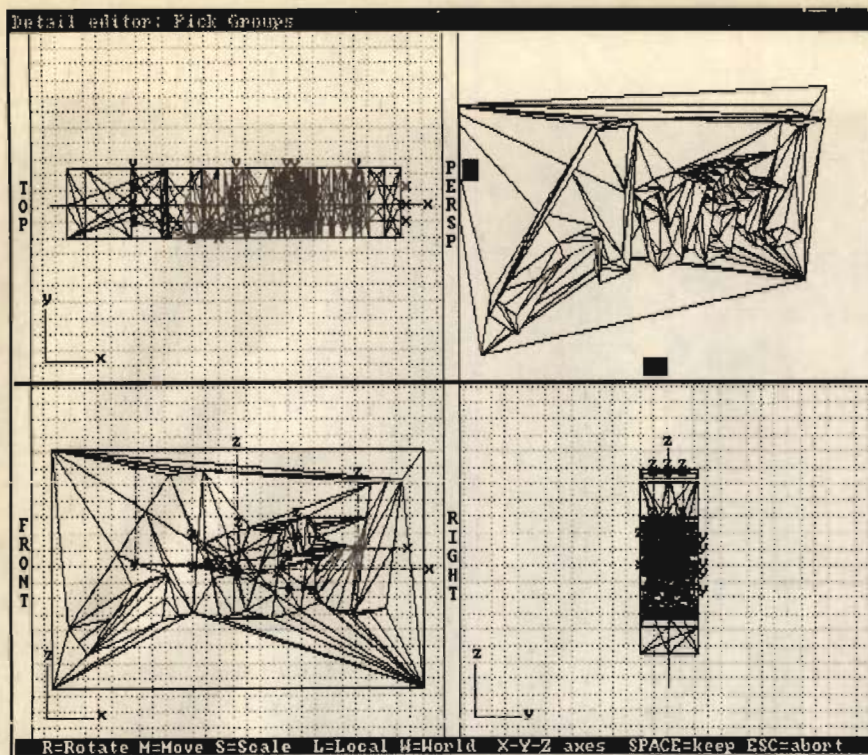 Detail editor: Pick Groups
TOP
PERSP
y
x
x
z
z
FRONT
RIGHT
z
z
x
x
z
x
z
y
R=Rotate M=Move S=Scale L=Local W=World X-Y-Z axes SPACE=keep ESC=abort